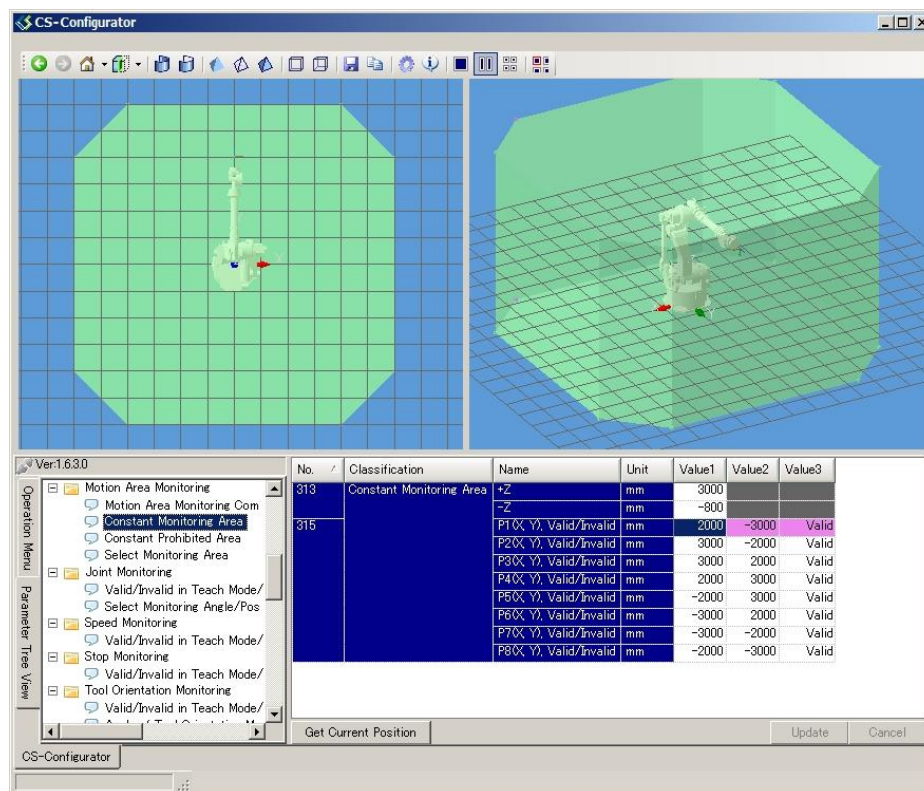 CS-Configurator
Ver:1.6.3.0
Operation Menu
Parameter Tree View
Motion Area Monitoring
Motion Area Monitoring Com
Constant Monitoring Area
Constant Prohibited Area
Select Monitoring Area
Joint Monitoring
Valid/Invalid in Teach Mode/
Select Monitoring Angle/Pos
Speed Monitoring
Valid/Invalid in Teach Mode/
Stop Monitoring
Valid/Invalid in Teach Mode/
Tool Orientation Monitoring
Valid/Invalid in Teach Mode/
No. Classification Name Unit Value1 Value2 Value3
313 Constant Monitoring Area +Z mm 3000
-Z mm -800
315 P1(X, Y), Valid/Invalid mm 2000 -3000 Valid
P2(X, Y), Valid/Invalid mm 3000 -2000 Valid
P3(X, Y), Valid/Invalid mm 3000 2000 Valid
P4(X, Y), Valid/Invalid mm 2000 3000 Valid
P5(X, Y), Valid/Invalid mm -2000 3000 Valid
P6(X, Y), Valid/Invalid mm -3000 2000 Valid
P7(X, Y), Valid/Invalid mm -3000 -2000 Valid
P8(X, Y), Valid/Invalid mm -2000 -3000 Valid
Get Current Position Update Cancel
CS-Configurator